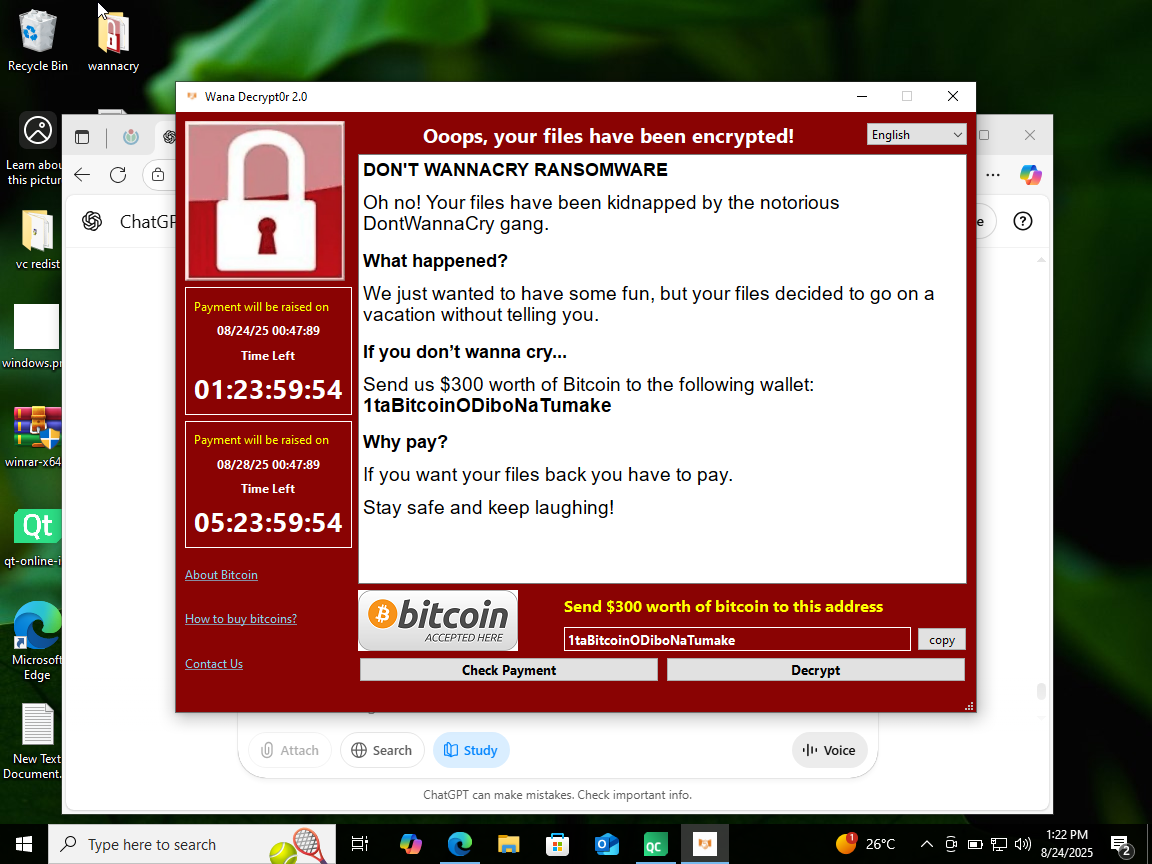 Recycle Bin
wannacry
Learn abou
this pictur
vc redist
windows.pr
winrar-x64
Qt
qt-online-i
Microsoft
Edge
New Text
Document.
ChatGP
e
Wana Decrypt0r 2.0
Ooops, your files have been encrypted!
English
Payment will be raised on
08/24/25 00:47:89
Time Left
01:23:59:54
Payment will be raised on
08/28/25 00:47:89
Time Left
05:23:59:54
About Bitcoin
How to buy bitcoins?
Contact Us
DON'T WANNACRY RANSOMWARE
Oh no! Your files have been kidnapped by the notorious
DontWannaCry gang.
What happened?
We just wanted to have some fun, but your files decided to go on a
vacation without telling you.
If you don’t wanna cry...
Send us $300 worth of Bitcoin to the following wallet:
1taBitcoinODiboNaTumake
Why pay?
If you want your files back you have to pay.
Stay safe and keep laughing!
bitcoin
ACCEPTED HERE
Send $300 worth of bitcoin to this address
1taBitcoinODiboNaTumake
copy
Check Payment
Decrypt
Attach
Search
Study
Voice
ChatGPT can make mistakes. Check important info.
Type here to search
QC
1
26°C
1:22 PM
8/24/2025
2